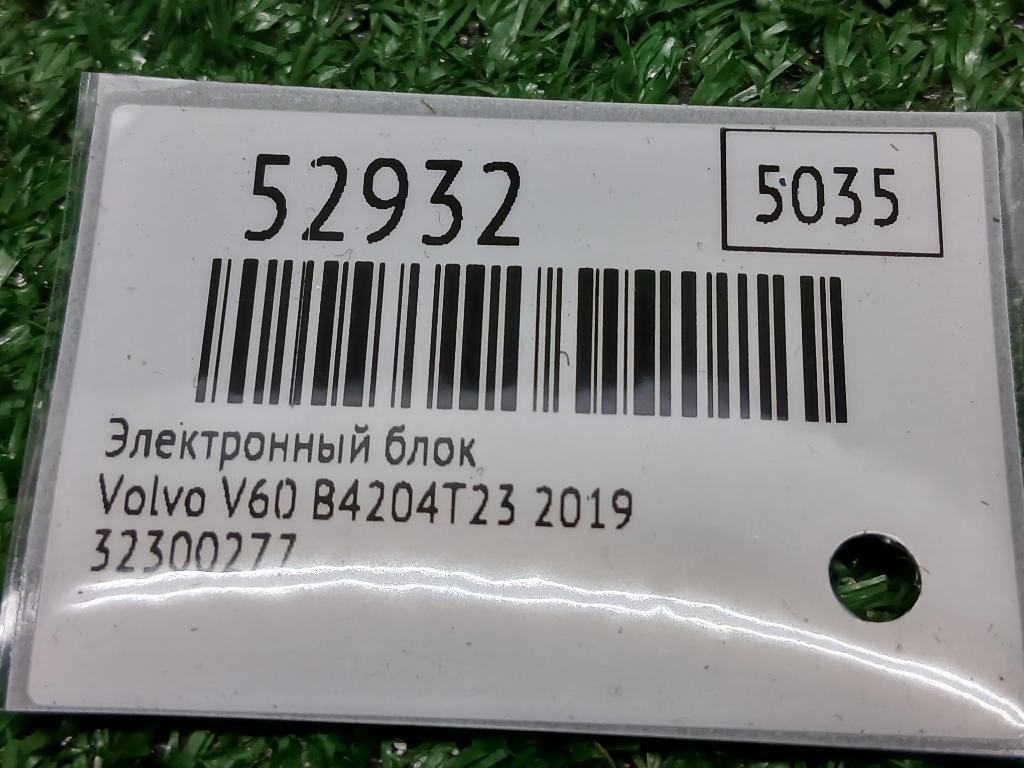 52932
5035
Электронный блок
Volvo V60 B4204T23 2019
32300277